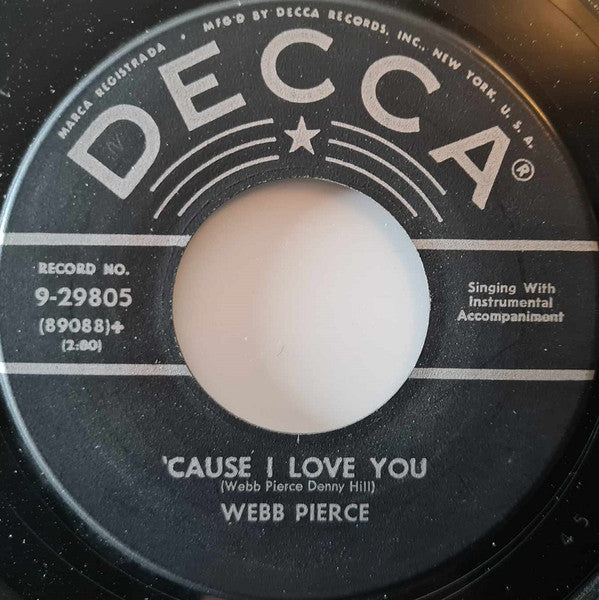 MARCA REGISTRADA • MFG'D BY DECCA RECORDS, INC., NEW YORK, U. S. A.
DECCA®
RECORD NO.
9-29805
(89088)+
(2:00)
Singing With
Instrumental
Accompaniment
'CAUSE I LOVE YOU
(Webb Pierce Denny Hill)
WEBB PIERCE
45